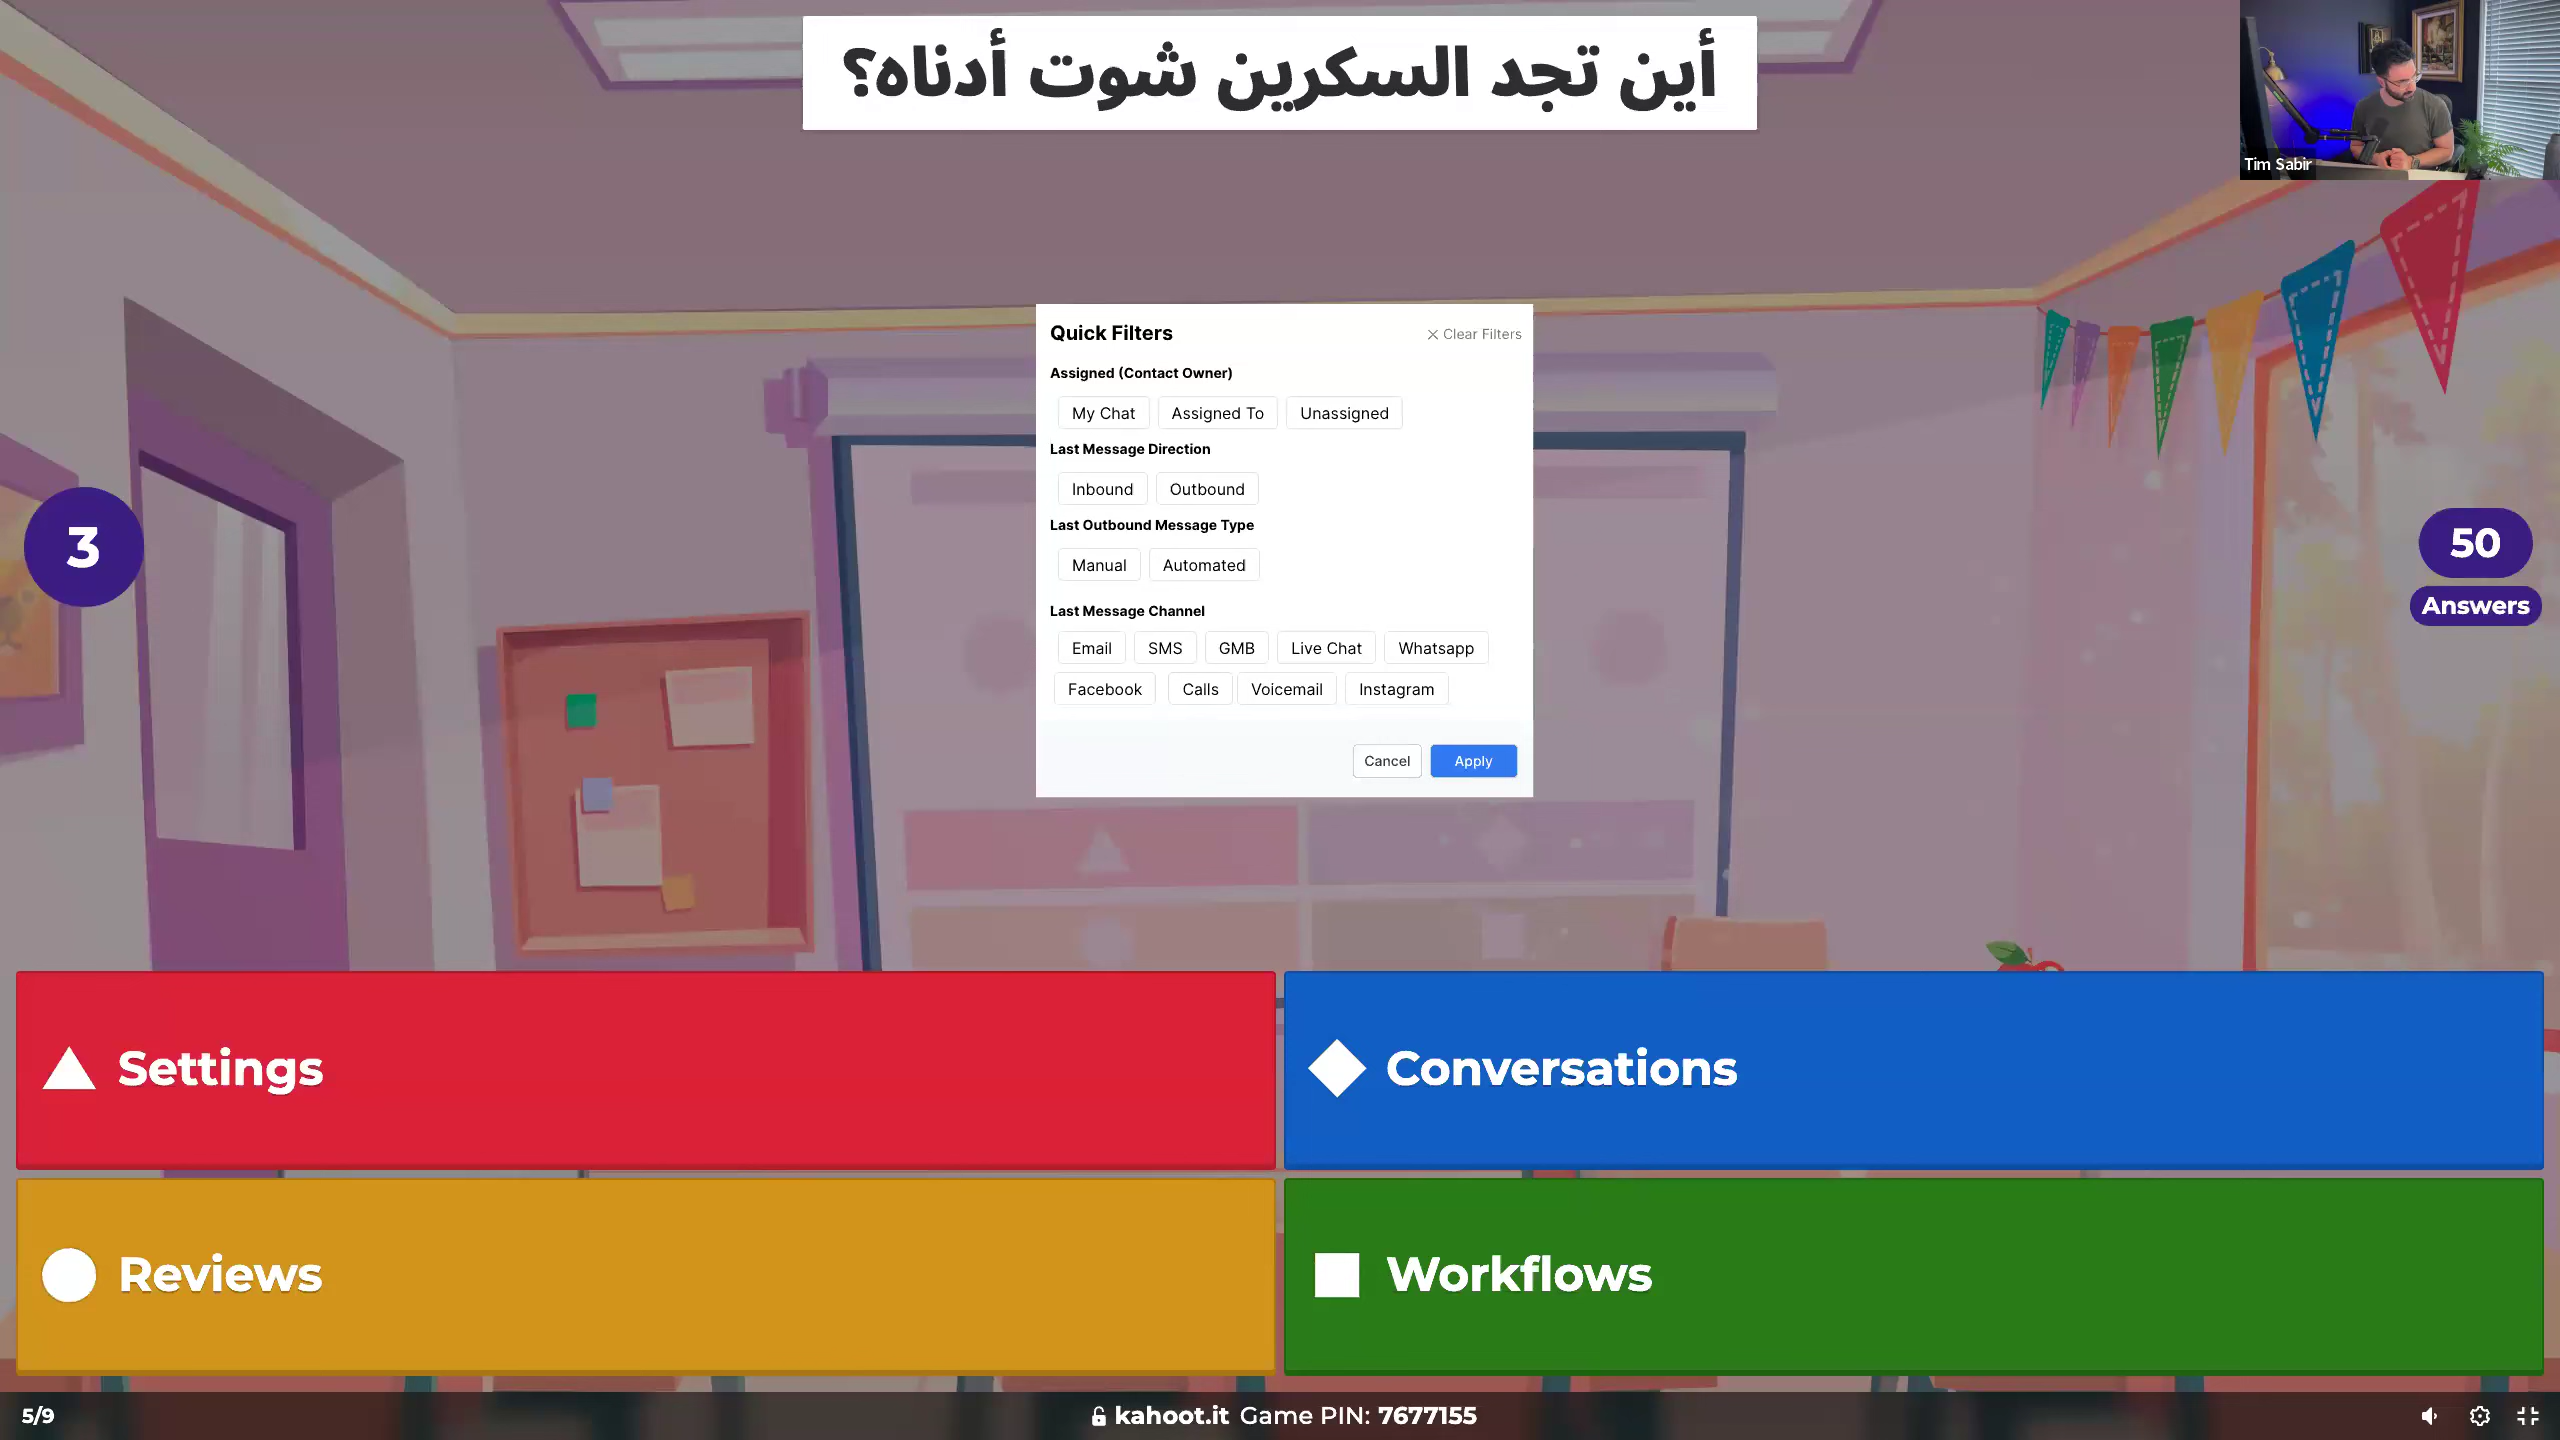 أين تجد السكرين شوت أدناه؟
Tim Sabir
Quick Filters
Clear Filters
Assigned (Contact Owner)
My Chat Assigned To Unassigned
Last Message Direction
Inbound Outbound
Last Outbound Message Type
Manual Automated
Last Message Channel
Email SMS GMB Live Chat Whatsapp
Facebook Calls Voicemail Instagram
Cancel Apply
3
50
Answers
Settings
Conversations
Reviews
Workflows
5/9
kahoot.it Game PIN: 7677155